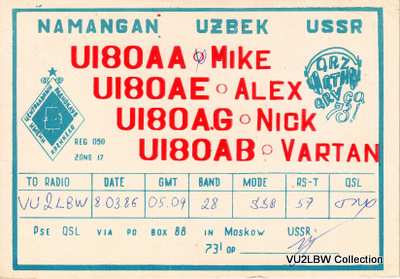 NAMANGAN UZBEK USSR
UI8OAA MIKE
UI8OAE ALEX
UI8OAG NICK
UI8OAB VARTAN
REG 050
ZONE 17
TO RADIO DATE GMT BAND MODE RS-T QSL
VU2LBW 8.03.86 05.09 28 SSB 57
PSE QSL VIA PO BOX 88 IN MOSCOW USSR
731 OP
VU2LBW Collection